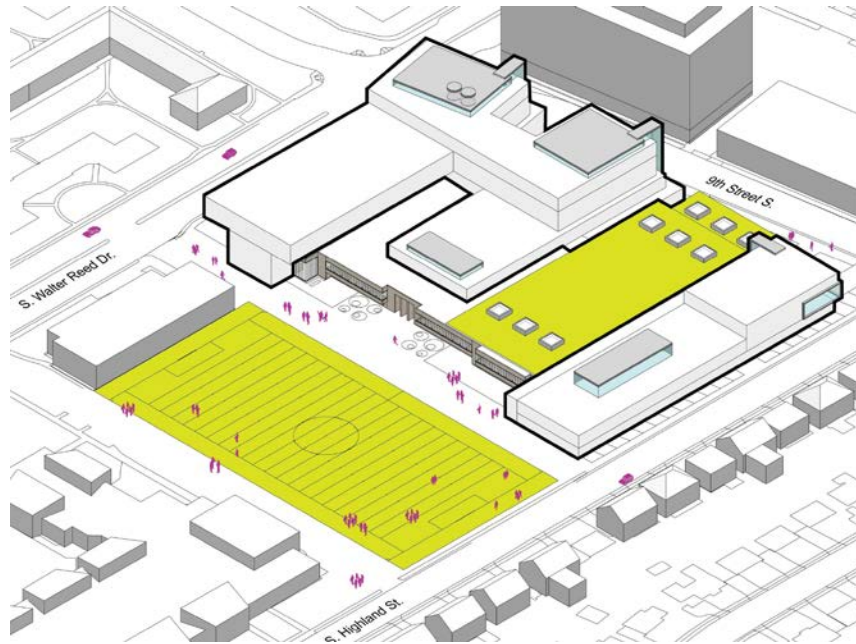 9th Street S.
S. Walter Reed Dr.
S. Highland St.